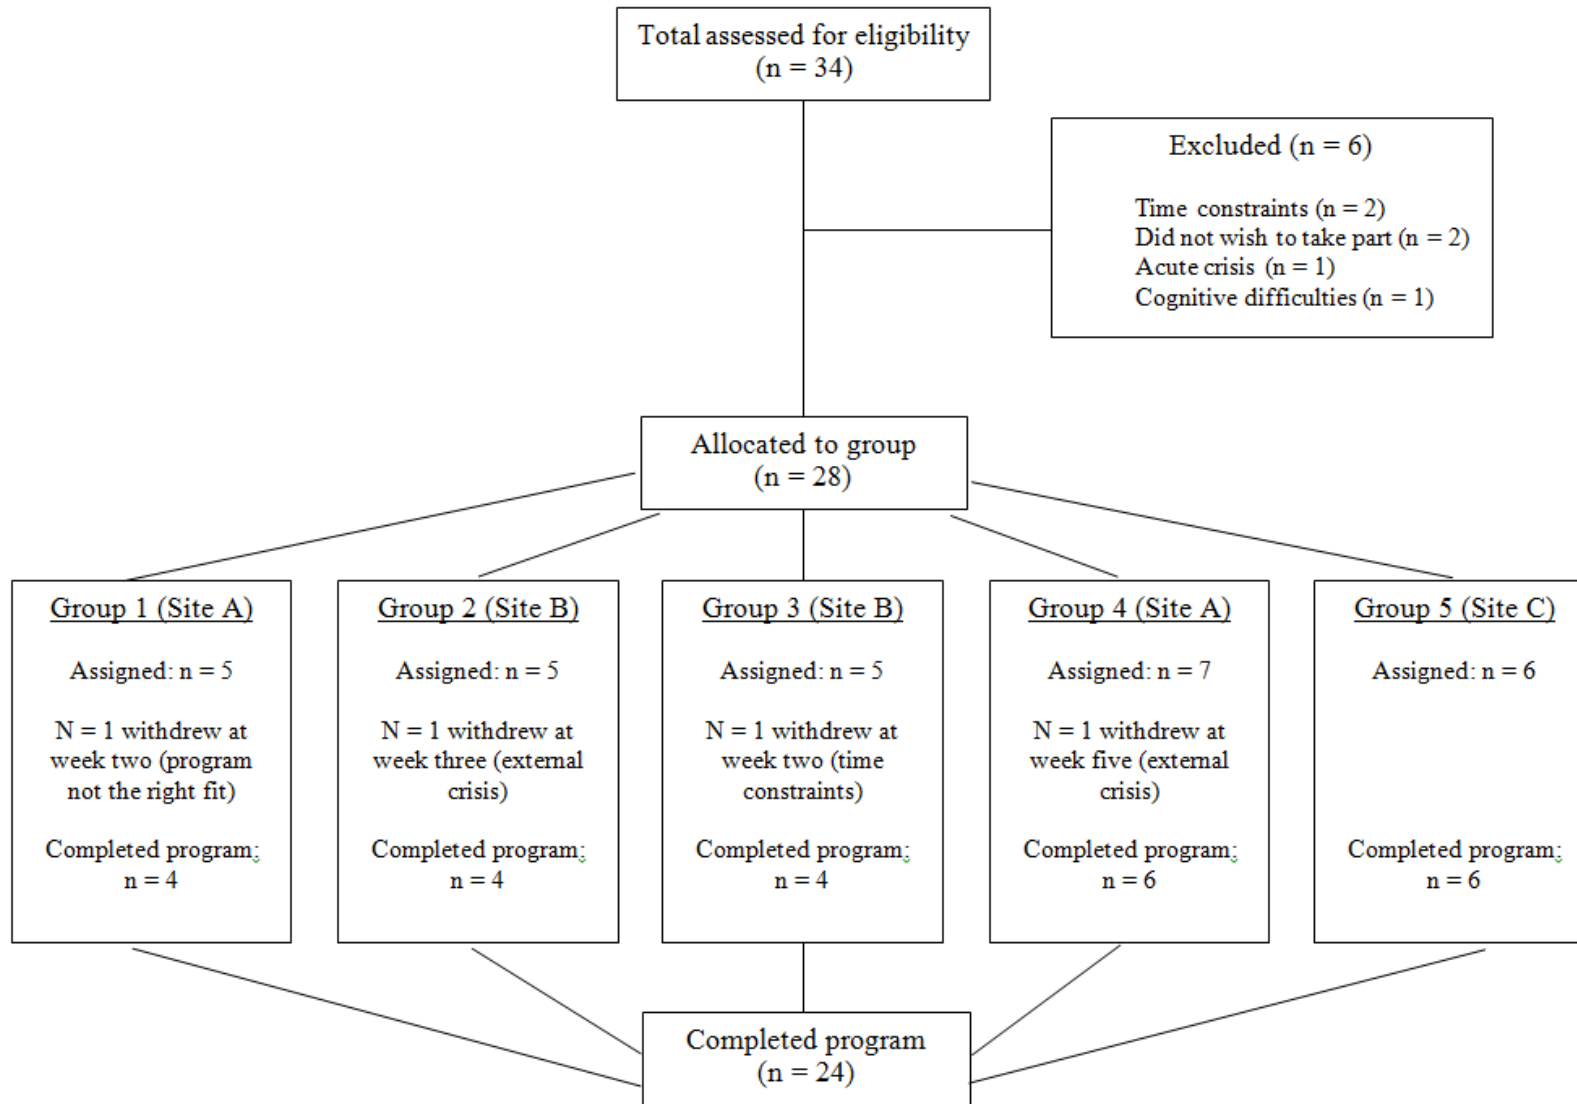 Total assessed for eligibility
(n = 34)
Excluded (n = 6)
Time constraints (n = 2)
Did not wish to take part (n = 2)
Acute crisis (n = 1)
Cognitive difficulties (n = 1)
Allocated to group
(n = 28)
Group 1 (Site A)
Assigned: n = 5
N = 1 withdrew at
week two (program
not the right fit)
Completed program:
n = 4
Group 2 (Site B)
Assigned: n = 5
N = 1 withdrew at
week three (external
crisis)
Completed program:
n = 4
Group 3 (Site B)
Assigned: n = 5
N = 1 withdrew at
week two (time
constraints)
Completed program:
n = 4
Group 4 (Site A)
Assigned: n = 7
N = 1 withdrew at
week five (external
crisis)
Completed program:
n = 6
Group 5 (Site C)
Assigned: n = 6
Completed program:
n = 6
Completed program
(n = 24)